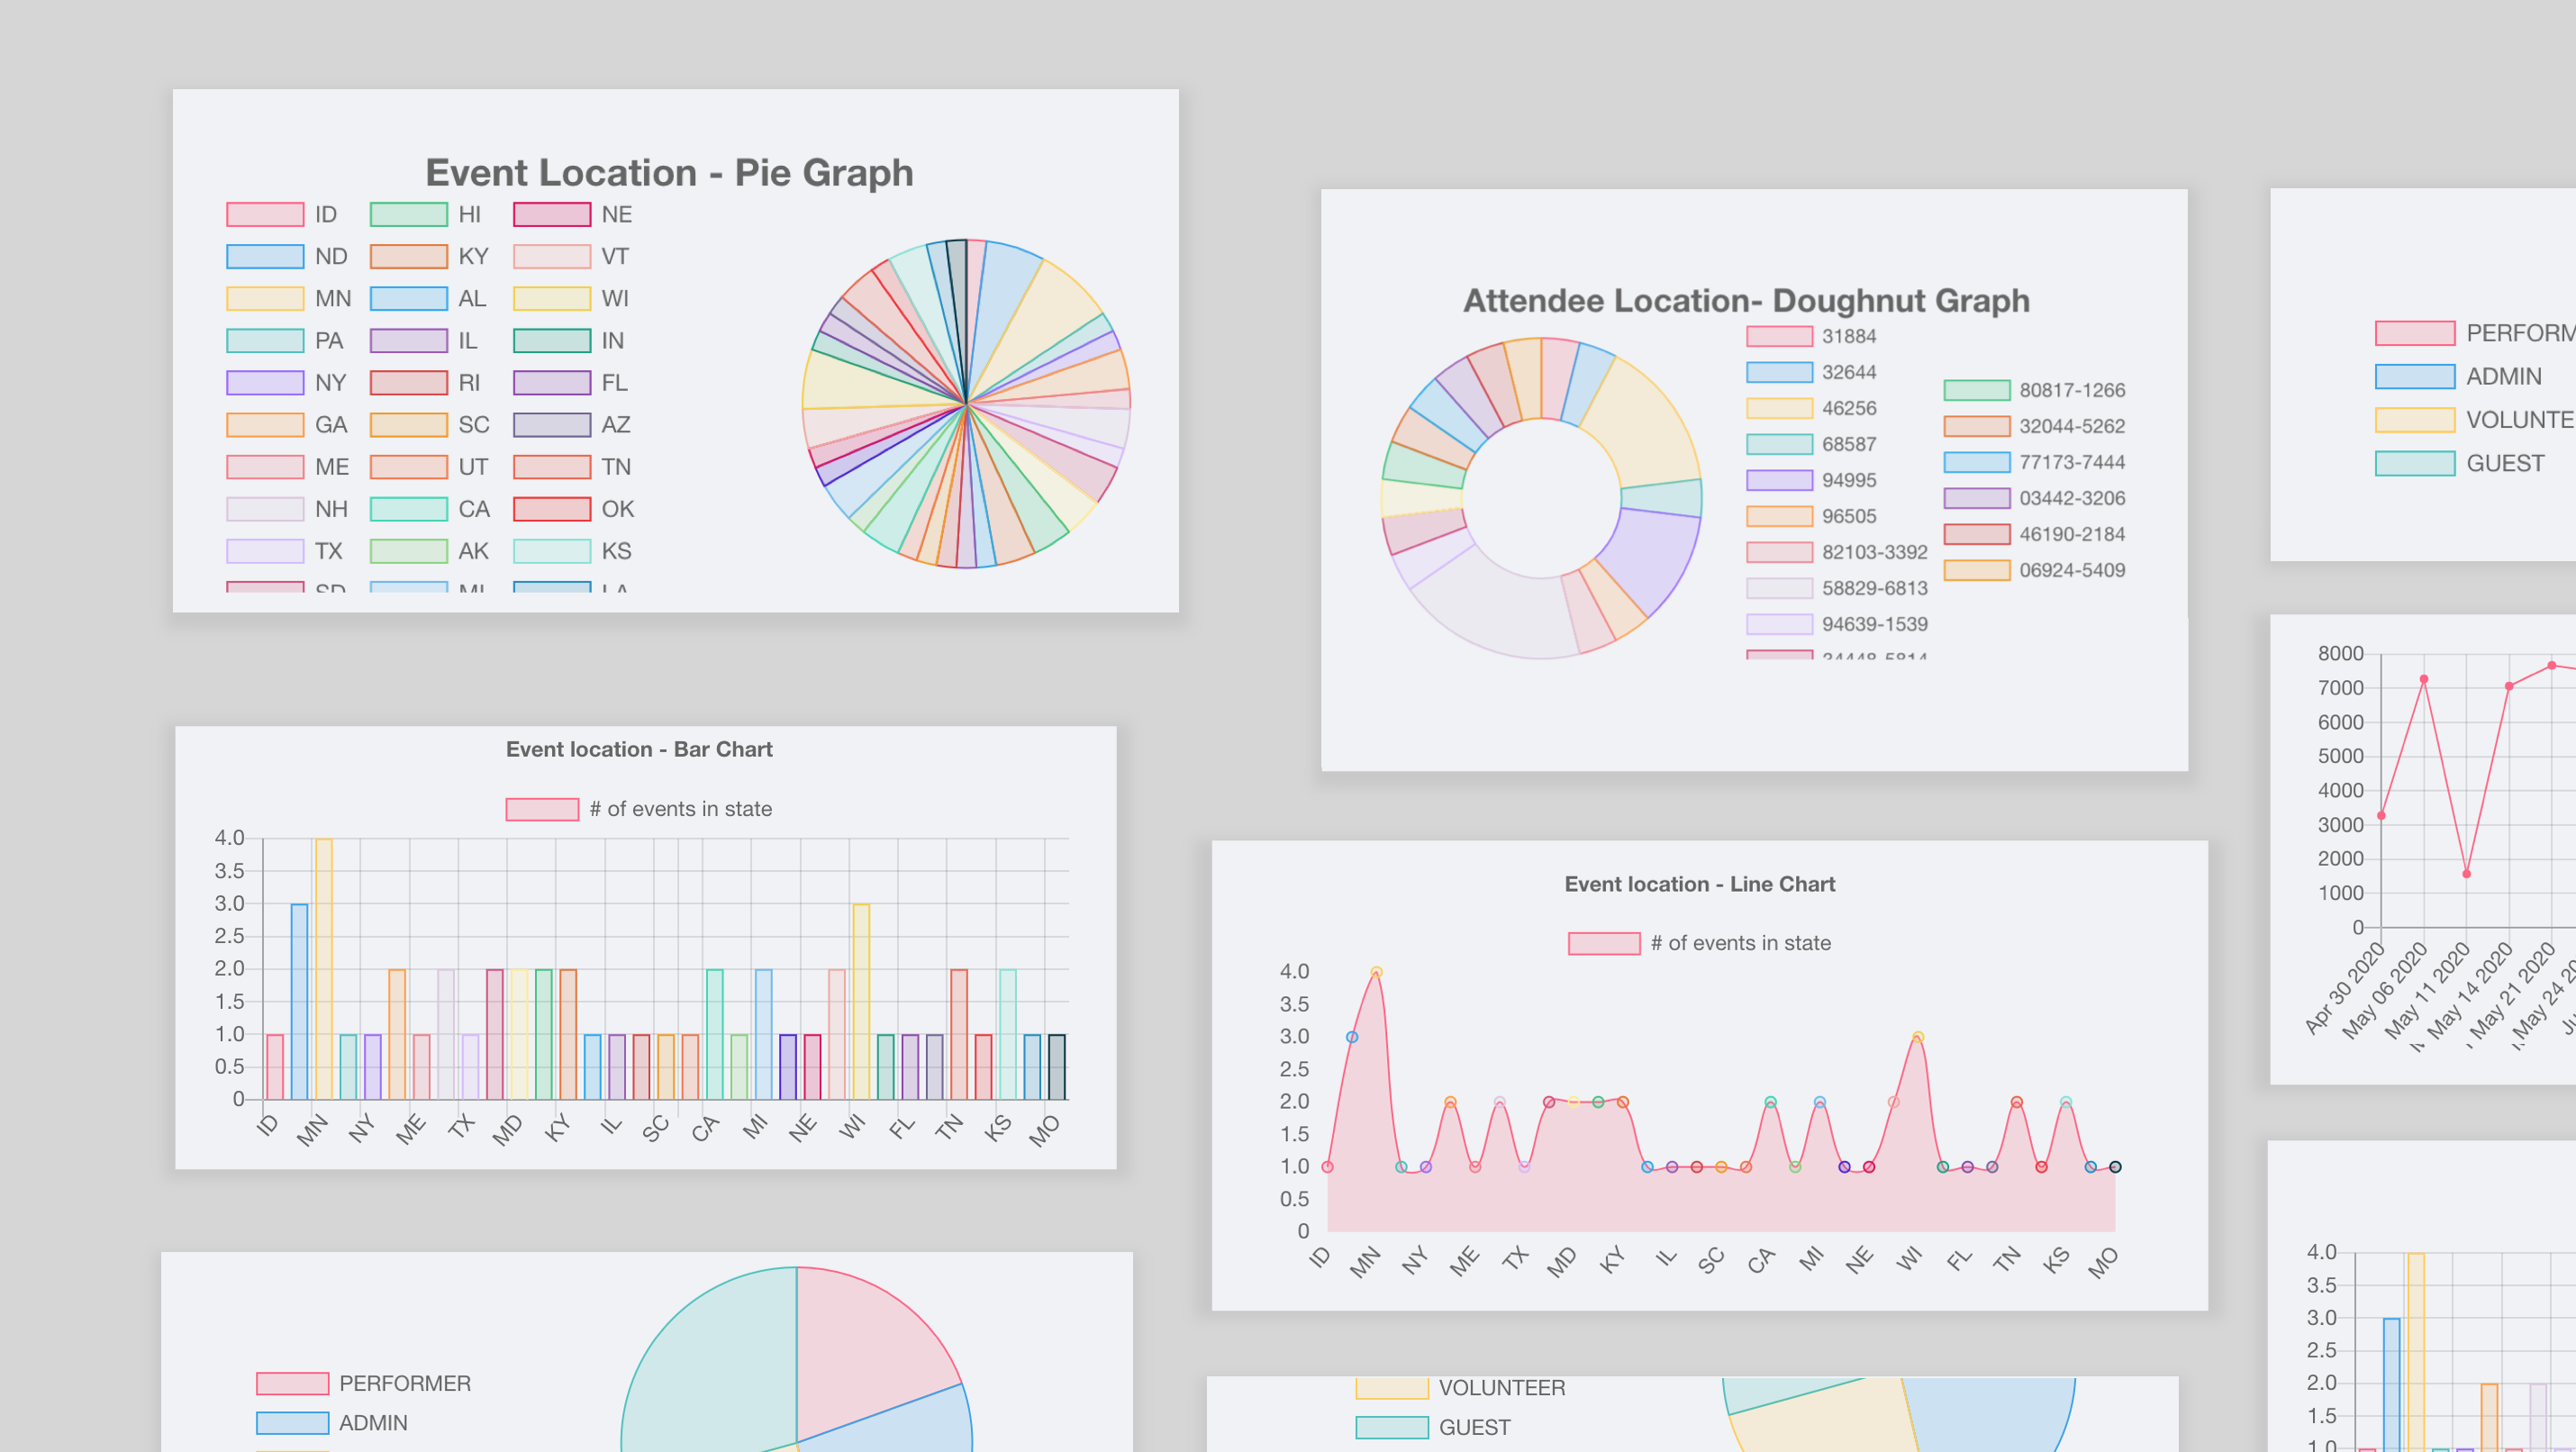 Event Location - Pie Graph
ID HI NE
ND KY VT
MN AL WI
PA IL IN
NY RI FL
GA SC AZ
ME UT TN
NH CA OK
TX AK KS
SD MI LA
Attendee Location- Doughnut Graph
31884
32644
46256
68587
94995
96505
82103-3392
58829-6813
94639-1539
34448-5814
80817-1266
32044-5262
77173-7444
03442-3206
46190-2184
06924-5409
PERFORM
ADMIN
VOLUNTE
GUEST
Event location - Bar Chart
# of events in state
4.0
3.5
3.0
2.5
2.0
1.5
1.0
0.5
0
ID MN NY ME TX MD KY IL SC CA MI NE WI FL TN KS MO
Event location - Line Chart
# of events in state
4.0
3.5
3.0
2.5
2.0
1.5
1.0
0.5
0
ID MN NY ME TX MD KY IL SC CA MI NE WI FL TN KS MO
8000
7000
6000
5000
4000
3000
2000
1000
0
Apr 30 2020
May 06 2020
May 11 2020
May 14 2020
May 21 2020
May 24 20
PERFORMER
ADMIN
VOLUNTEER
GUEST
4.0
3.5
3.0
2.5
2.0
1.5
1.0